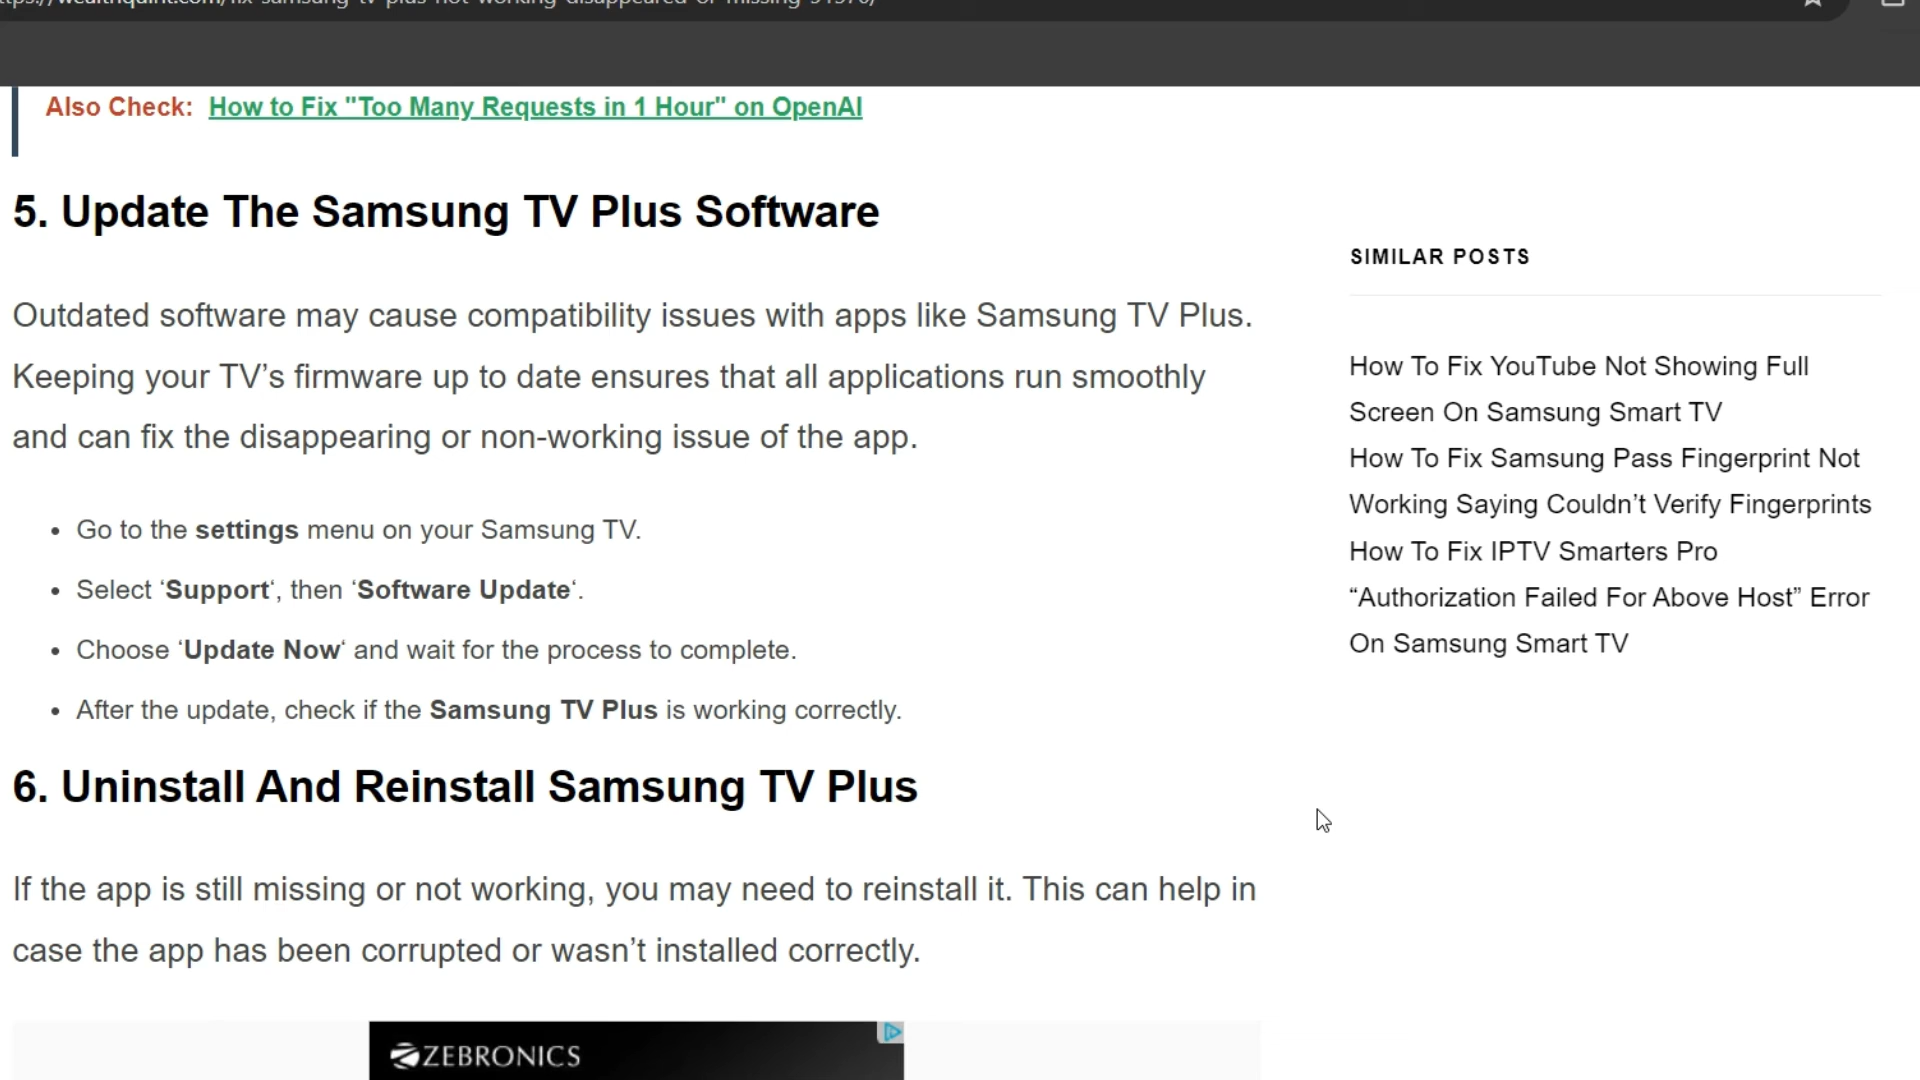 Also Check: How to Fix "Too Many Requests in 1 Hour" on OpenAI
5. Update The Samsung TV Plus Software
Outdated software may cause compatibility issues with apps like Samsung TV Plus.
Keeping your TV’s firmware up to date ensures that all applications run smoothly
and can fix the disappearing or non-working issue of the app.
• Go to the settings menu on your Samsung TV.
• Select ‘Support‘, then ‘Software Update‘.
• Choose ‘Update Now‘ and wait for the process to complete.
• After the update, check if the Samsung TV Plus is working correctly.
6. Uninstall And Reinstall Samsung TV Plus
If the app is still missing or not working, you may need to reinstall it. This can help in
case the app has been corrupted or wasn’t installed correctly.
ZEBRONICS
SIMILAR POSTS
How To Fix YouTube Not Showing Full
Screen On Samsung Smart TV
How To Fix Samsung Pass Fingerprint Not
Working Saying Couldn’t Verify Fingerprints
How To Fix IPTV Smarters Pro
“Authorization Failed For Above Host” Error
On Samsung Smart TV